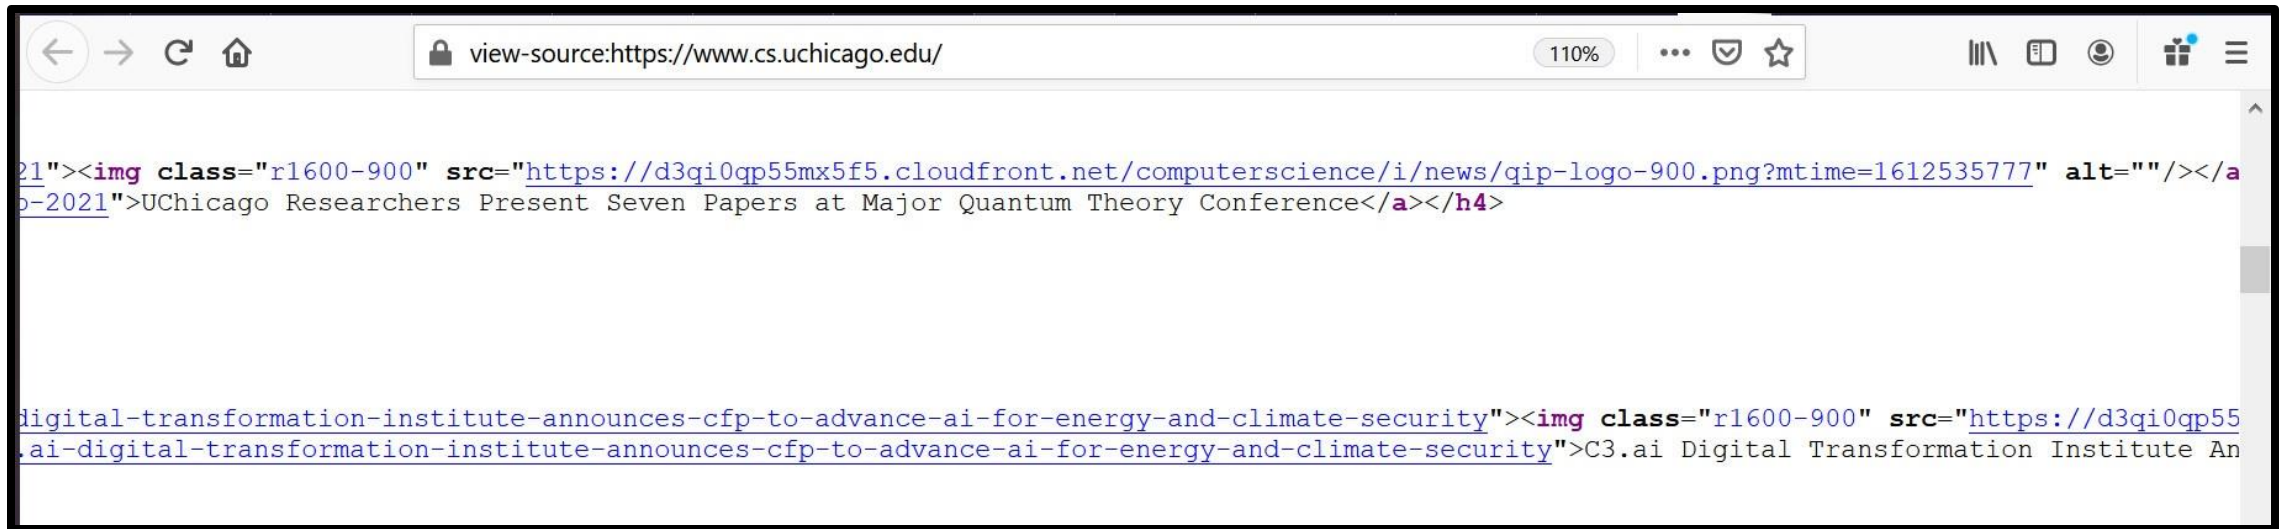 view-source:https://www.cs.uchicago.edu/
110%
21"><img class="r1600-900" src="https://d3qi0qp55mx5f5.cloudfront.net/computerscience/i/news/qip-logo-900.png?mtime=1612535777" alt=""/></a
-2021">UChicago Researchers Present Seven Papers at Major Quantum Theory Conference</a></h4>
digital-transformation-institute-announces-cfp-to-advance-ai-for-energy-and-climate-security"><img class="r1600-900" src="https://d3qi0qp55
.ai-digital-transformation-institute-announces-cfp-to-advance-ai-for-energy-and-climate-security">C3.ai Digital Transformation Institute An